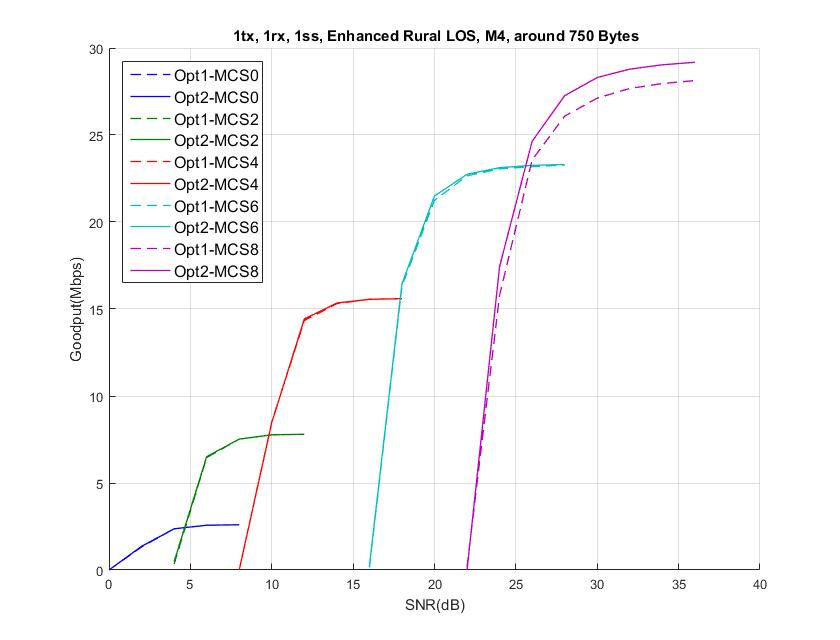 1tx, 1rx, 1ss, Enhanced Rural LOS, M4, around 750 Bytes
30
25
20
15
10
5
0
Goodput(Mbps)
Opt1-MCS0
Opt2-MCS0
Opt1-MCS2
Opt2-MCS2
Opt1-MCS4
Opt2-MCS4
Opt1-MCS6
Opt2-MCS6
Opt1-MCS8
Opt2-MCS8
0 5 10 15 20 25 30 35 40
SNR(dB)